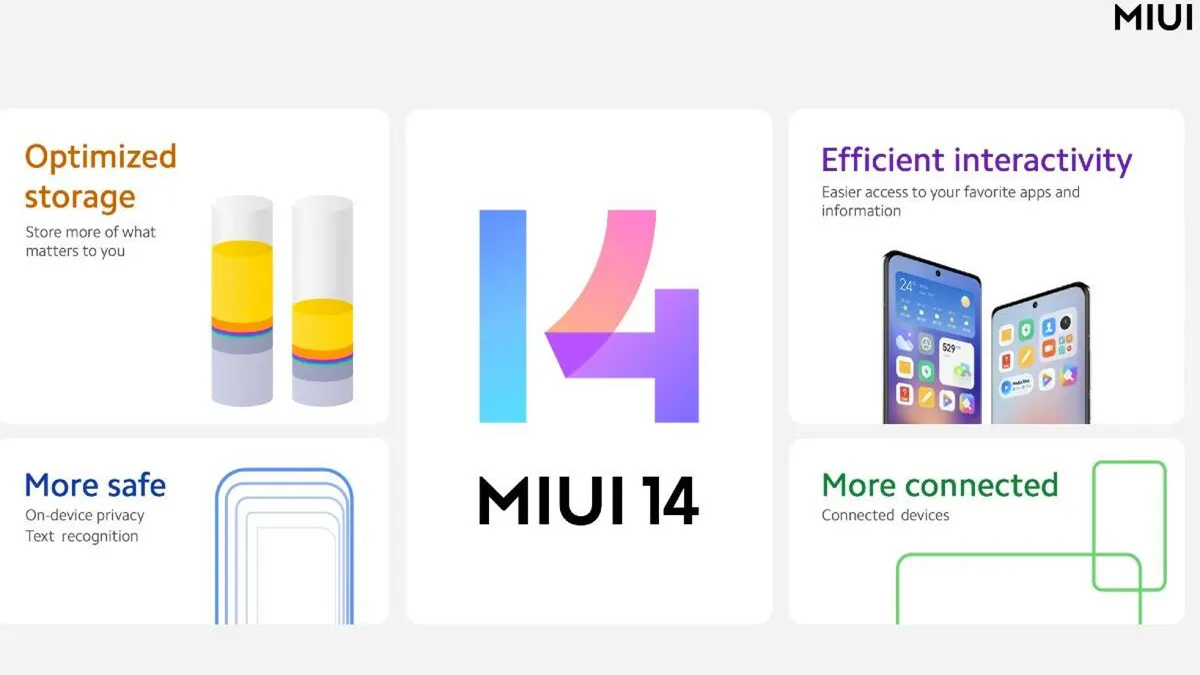 MIUI
Optimized
storage
Store more of what
matters to you
MIUI 14
Efficient interactivity
Easier access to your favorite apps and
information
24°
529
More safe
On-device privacy
Text recognition
More connected
Connected devices